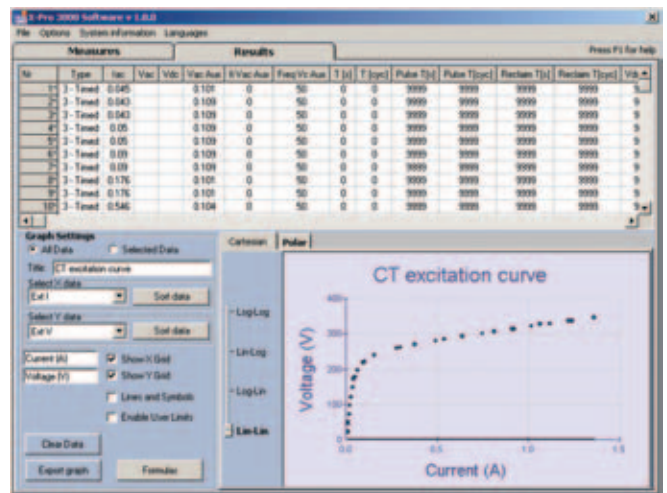 X-Pro 3000 Software v 1.0.0
File Options System information Languages
Measures Results Press F1 for help
Nr Type Iac Vac Vdc Vac Aux Freq Vc Aux T [s] T [cyc] Pulse T[s] Pulse T[cyc] Reclaim T[s] Reclaim T[cyc]
1* 3 - Timed 0.045 0.101 0 50 0 0 9999 9999 9999 9999 9
2* 3 - Timed 0.043 0.109 0 50 0 0 9999 9999 9999 9999 9
3* 3 - Timed 0.043 0.109 0 50 0 0 9999 9999 9999 9999 9
4* 3 - Timed 0.05 0.109 0 50 0 0 9999 9999 9999 9999 9
5* 3 - Timed 0.05 0.109 0 50 0 0 9999 9999 9999 9999 9
6* 3 - Timed 0.09 0.109 0 50 0 0 9999 9999 9999 9999 9
7* 3 - Timed 0.09 0.109 0 50 0 0 9999 9999 9999 9999 9
8* 3 - Timed 0.176 0.101 0 50 0 0 9999 9999 9999 9999 9
9* 3 - Timed 0.176 0.101 0 50 0 0 9999 9999 9999 9999 9
10* 3 - Timed 0.546 0.104 0 50 0 0 9999 9999 9999 9999 9
Graph Settings
All Data Selected Data
Title: CT excitation curve
Select X data
Ext I Sort data
Select Y data
Ext V Sort data
Current (A) Show X Grid
Voltage (V) Show Y Grid
Lines and Symbols
Enable User Limits
Clear Data
Export graph Formulas
Cartesian Polar
Log-Log
Lin-Log
Log-Lin
Lin-Lin
CT excitation curve
Voltage (V)
400
300
200
100
0.0 0.5 1.0 1.5
Current (A)